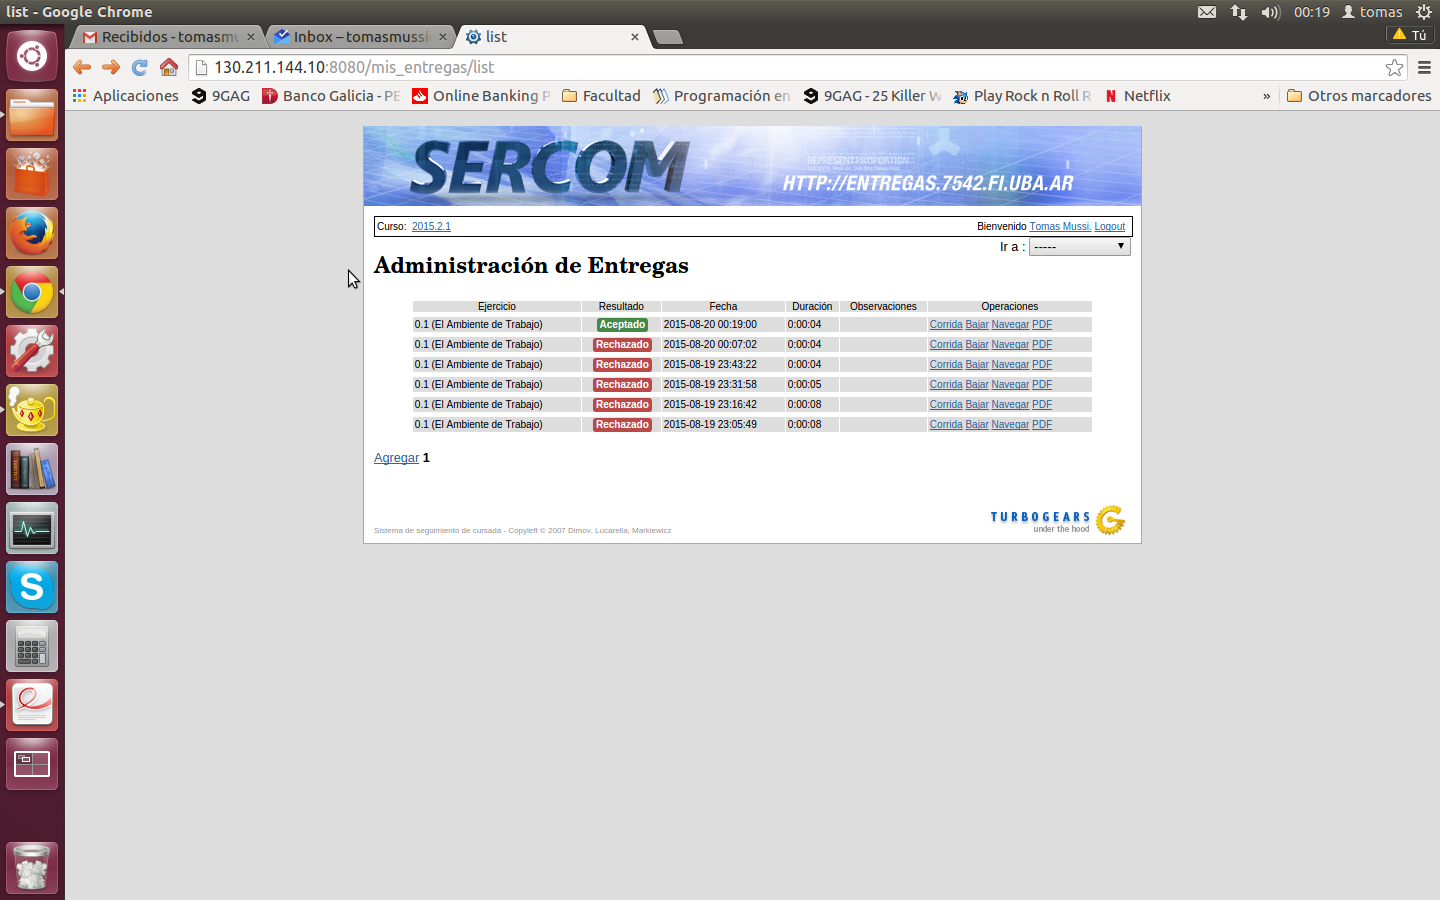 list - Google Chrome
00:19 tomas
Recibidos - tomasmu
Inbox – tomasmussi
list
Tú
130.211.144.10:8080/mis_entregas/list
Aplicaciones 9GAG Banco Galicia - PE Online Banking P Facultad Programación en 9GAG - 25 Killer W Play Rock n Roll R Netflix » Otros marcadores
SERCOM
REPRESENT.PROPORTION
HTTP://ENTREGAS.7542.FI.UBA.AR
Curso: 2015.2.1
Bienvenido Tomas Mussi. Logout
Ir a : -----
Administración de Entregas
Ejercicio Resultado Fecha Duración Observaciones Operaciones
0.1 (El Ambiente de Trabajo) Aceptado 2015-08-20 00:19:00 0:00:04 Corrida Bajar Navegar PDF
0.1 (El Ambiente de Trabajo) Rechazado 2015-08-20 00:07:02 0:00:04 Corrida Bajar Navegar PDF
0.1 (El Ambiente de Trabajo) Rechazado 2015-08-19 23:43:22 0:00:04 Corrida Bajar Navegar PDF
0.1 (El Ambiente de Trabajo) Rechazado 2015-08-19 23:31:58 0:00:05 Corrida Bajar Navegar PDF
0.1 (El Ambiente de Trabajo) Rechazado 2015-08-19 23:16:42 0:00:08 Corrida Bajar Navegar PDF
0.1 (El Ambiente de Trabajo) Rechazado 2015-08-19 23:05:49 0:00:08 Corrida Bajar Navegar PDF
Agregar 1
TURBOGEARS
under the hood
Sistema de seguimiento de cursada - Copyleft © 2007 Dimov, Lucarella, Markiewicz